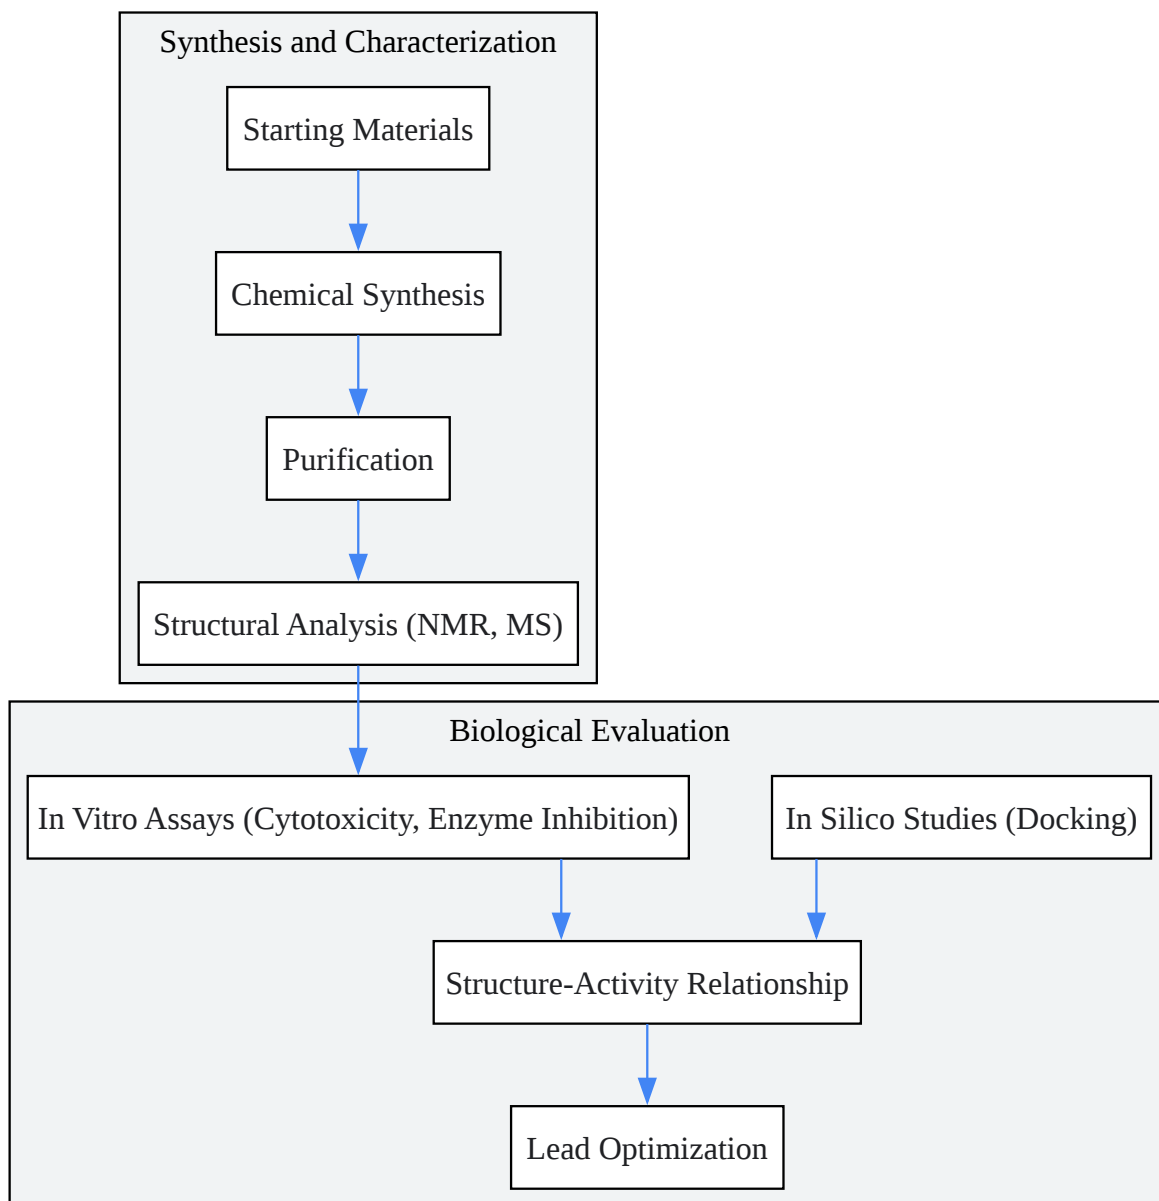 Synthesis and Characterization
Starting Materials
Chemical Synthesis
Purification
Structural Analysis (NMR, MS)
Biological Evaluation
In Vitro Assays (Cytotoxicity, Enzyme Inhibition)
In Silico Studies (Docking)
Structure-Activity Relationship
Lead Optimization